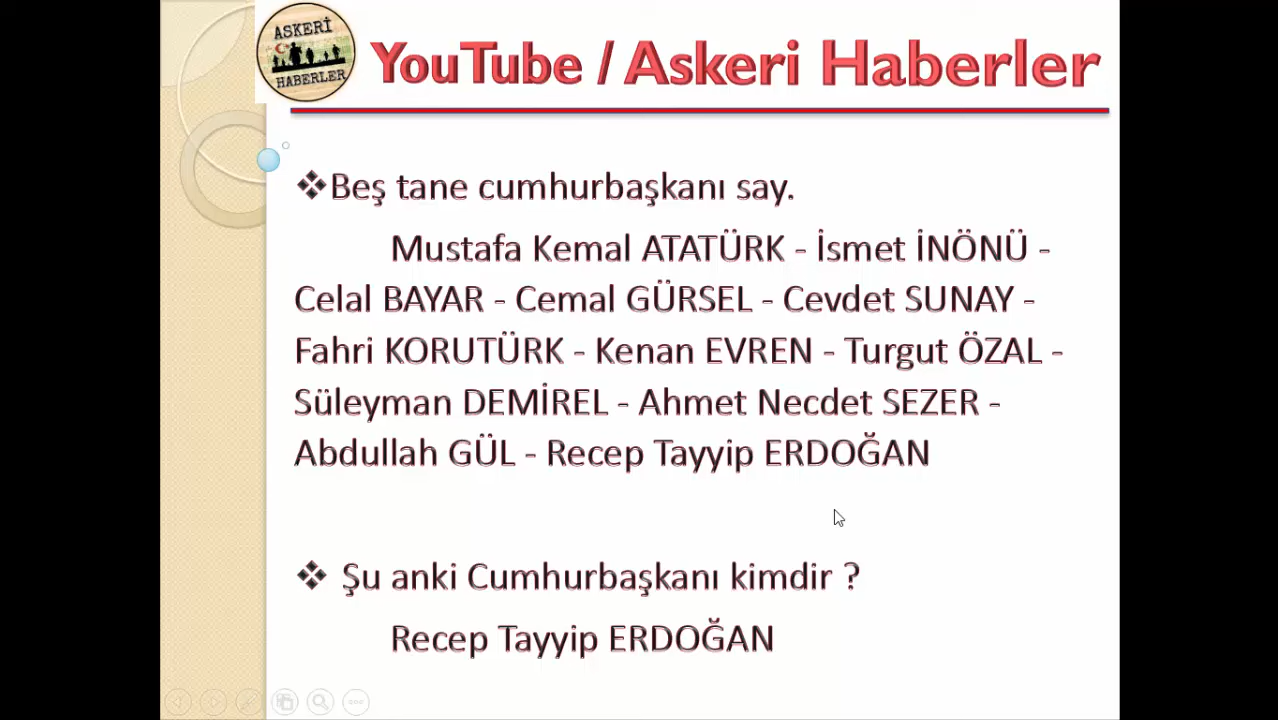 ASKERİ
HABERLER
YouTube / Askeri Haberler
❖Beş tane cumhurbaşkanı say.
Mustafa Kemal ATATÜRK - İsmet İNÖNÜ -
Celal BAYAR - Cemal GÜRSEL - Cevdet SUNAY -
Fahri KORUTÜRK - Kenan EVREN - Turgut ÖZAL -
Süleyman DEMİREL - Ahmet Necdet SEZER -
Abdullah GÜL - Recep Tayyip ERDOĞAN
❖ Şu anki Cumhurbaşkanı kimdir ?
Recep Tayyip ERDOĞAN